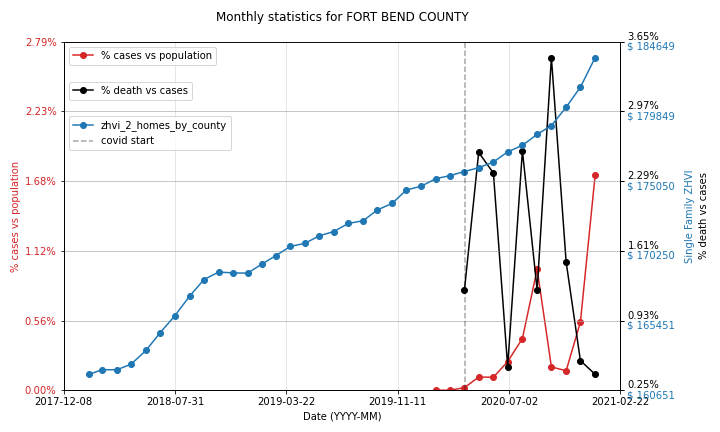 Monthly statistics for FORT BEND COUNTY
2.79%
2.23%
1.68%
1.12%
0.56%
0.00%
% cases vs population
% cases vs population
% death vs cases
zhvi_2_homes_by_county
covid start
3.65%
$ 184649
2.97%
$ 179849
2.29%
$ 175050
1.61%
$ 170250
0.93%
$ 165451
0.25%
$ 160651
Single Family ZHVI
% death vs cases
2017-12-08
2018-07-31
2019-03-22
2019-11-11
2020-07-02
2021-02-22
Date (YYYY-MM)